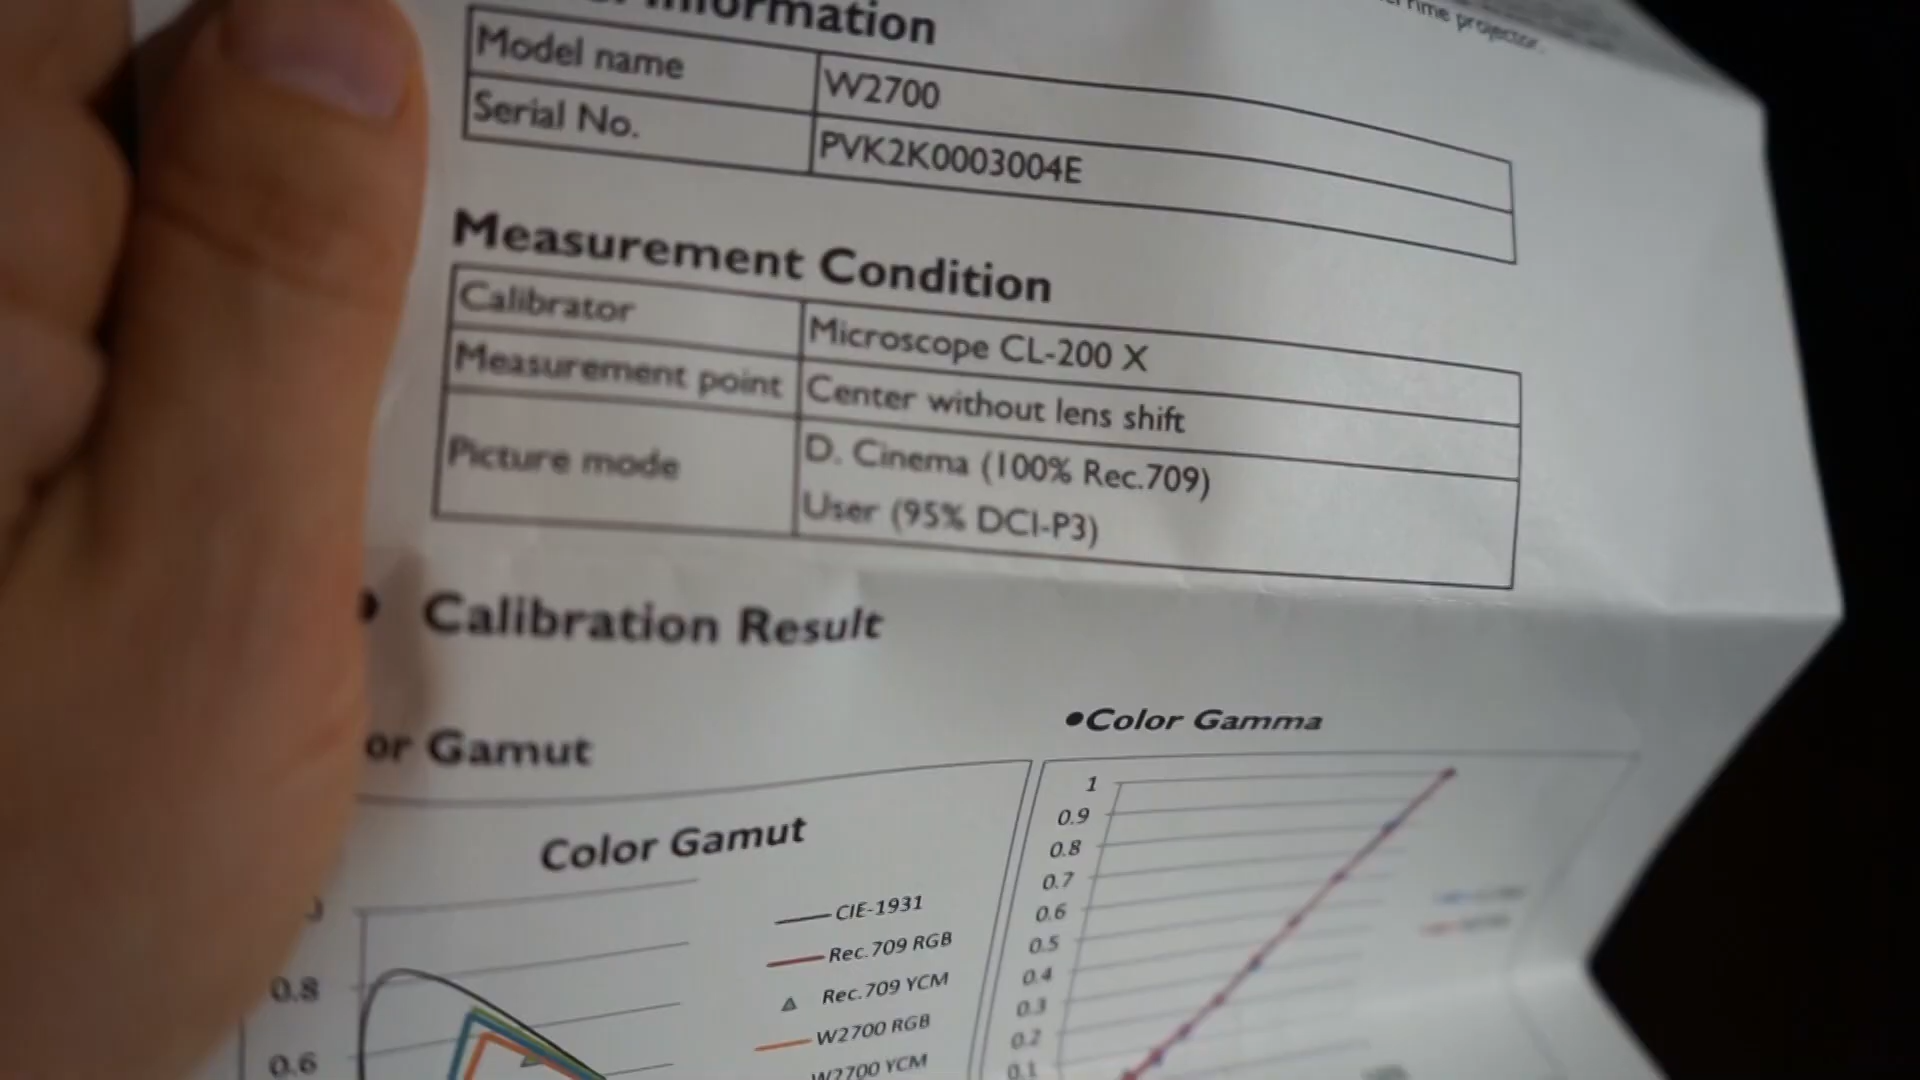 Information
projector.
Model name W2700
Serial No. PVK2K0003004E
Measurement Condition
Calibrator Microscope CL-200 X
Measurement point Center without lens shift
Picture mode D. Cinema (100% Rec.709)
User (95% DCI-P3)
• Calibration Result
or Gamut
•Color Gamma
Color Gamut
0.8
0.6
CIE-1931
Rec.709 RGB
Rec.709 YCM
W2700 RGB
W2700 YCM
1
0.9
0.8
0.7
0.6
0.5
0.4
0.3
0.2
0.1